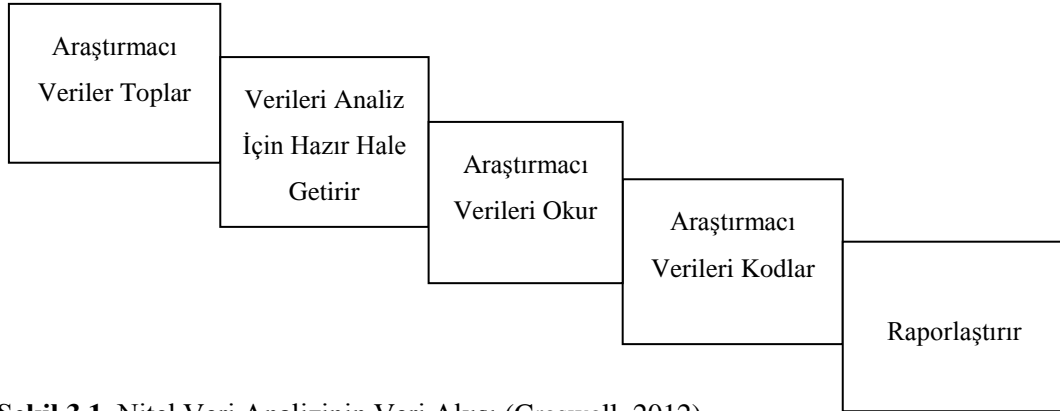 Araştırmacı
Veriler Toplar
Verileri Analiz
İçin Hazır Hale
Getirir
Araştırmacı
Verileri Okur
Araştırmacı
Verileri Kodlar
Raporlaştırır
Şekil 3.1. Nitel Veri Analizinin Veri Akışı (Creswell, 2012)